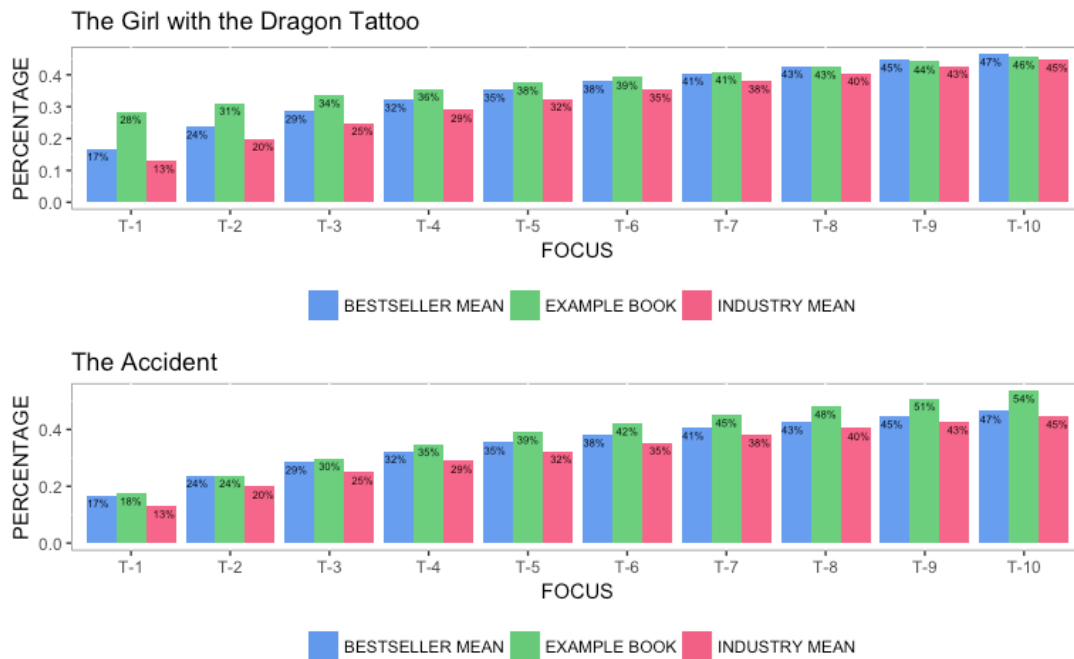 The Girl with the Dragon Tattoo
PERCENTAGE
0.4
0.3
0.2
0.1
0.0
17% 28% 13% 24% 31% 20% 29% 34% 25% 32% 36% 29% 35% 38% 32% 38% 39% 35% 41% 41% 38% 43% 43% 40% 45% 44% 43% 47% 46% 45%
T-1 T-2 T-3 T-4 T-5 T-6 T-7 T-8 T-9 T-10
FOCUS
BESTSELLER MEAN EXAMPLE BOOK INDUSTRY MEAN
The Accident
PERCENTAGE
0.4
0.2
0.0
17% 18% 13% 24% 24% 20% 29% 30% 25% 32% 35% 29% 35% 39% 32% 38% 42% 35% 41% 45% 38% 43% 48% 40% 45% 51% 43% 47% 54% 45%
T-1 T-2 T-3 T-4 T-5 T-6 T-7 T-8 T-9 T-10
FOCUS
BESTSELLER MEAN EXAMPLE BOOK INDUSTRY MEAN